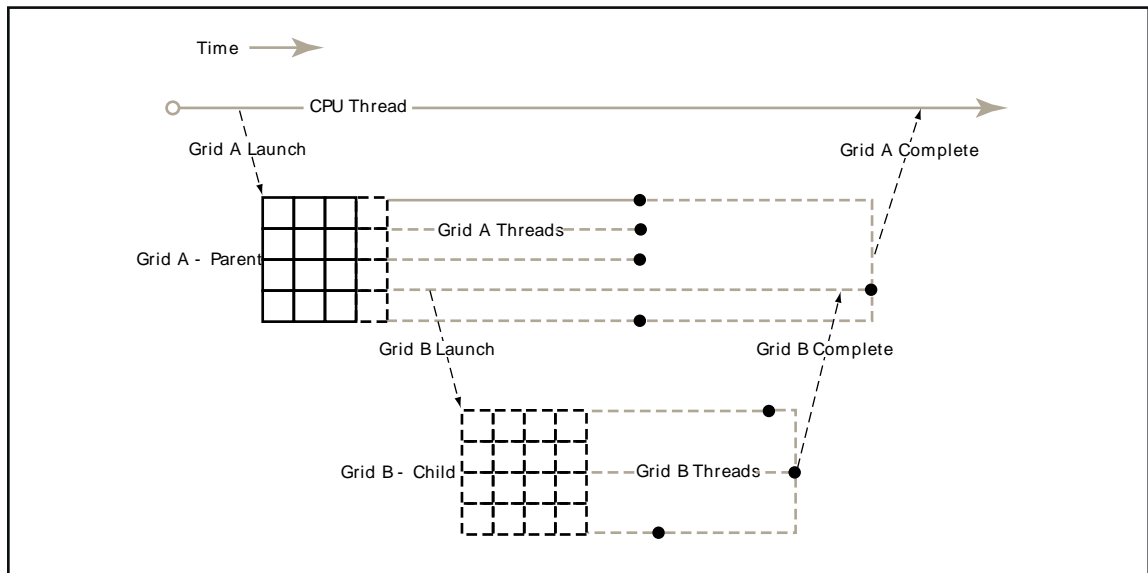 Time
CPU Thread
Grid A Launch
Grid A Complete
Grid A Threads
Grid A - Parent
Grid B Launch
Grid B Complete
Grid B - Child
Grid B Threads